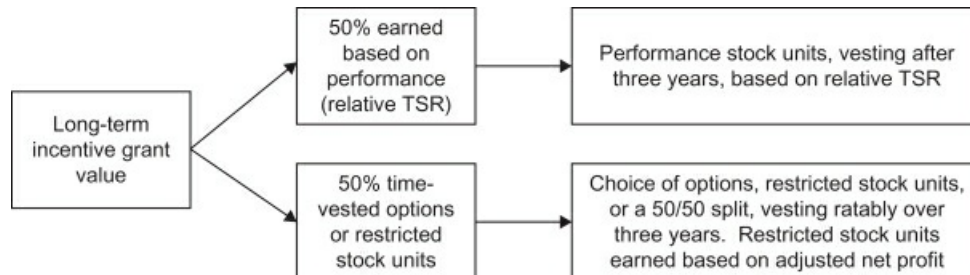 Long-term
incentive grant
value
50% earned
based on
performance
(relative TSR)
Performance stock units, vesting after
three years, based on relative TSR
50% time-
vested options
or restricted
stock units
Choice of options, restricted stock units,
or a 50/50 split, vesting ratably over
three years.  Restricted stock units
earned based on adjusted net profit